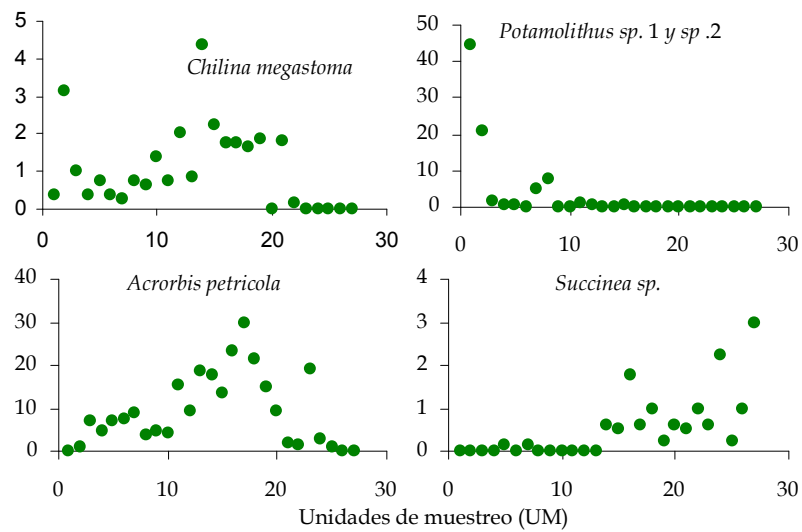 5
4
3
2
1
0
0 10 20 30
Chilina megastoma
50
40
30
20
10
0
0 10 20 30
Potamolithus sp. 1 y sp .2
40
30
20
10
0
0 10 20 30
Acrorbis petricola
4
3
2
1
0
0 10 20 30
Succinea sp.
Unidades de muestreo (UM)